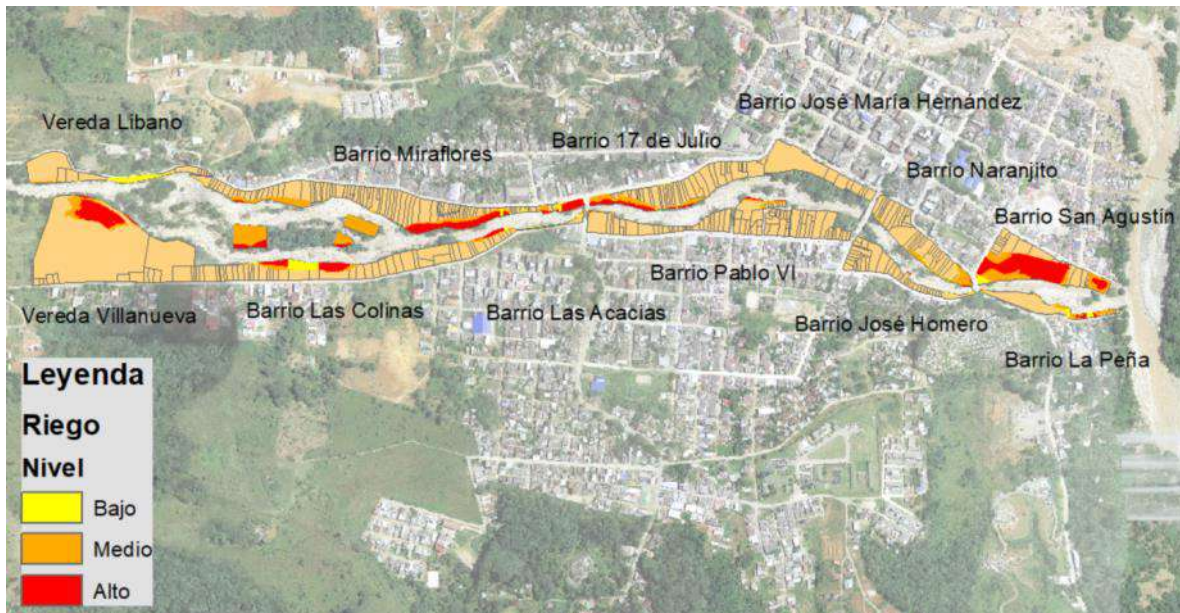 Barrio José María Hernández
Vereda Libano
Barrio 17 de Julio
Barrio Miraflores
Barrio Naranjito
Barrio San Agustin
Barrio Pablo VI
Vereda Villanueva
Barrio Las Colinas
Barrio Las Acacias
Barrio José Homero
Barrio La Peña
Leyenda
Riego
Nivel
Bajo
Medio
Alto